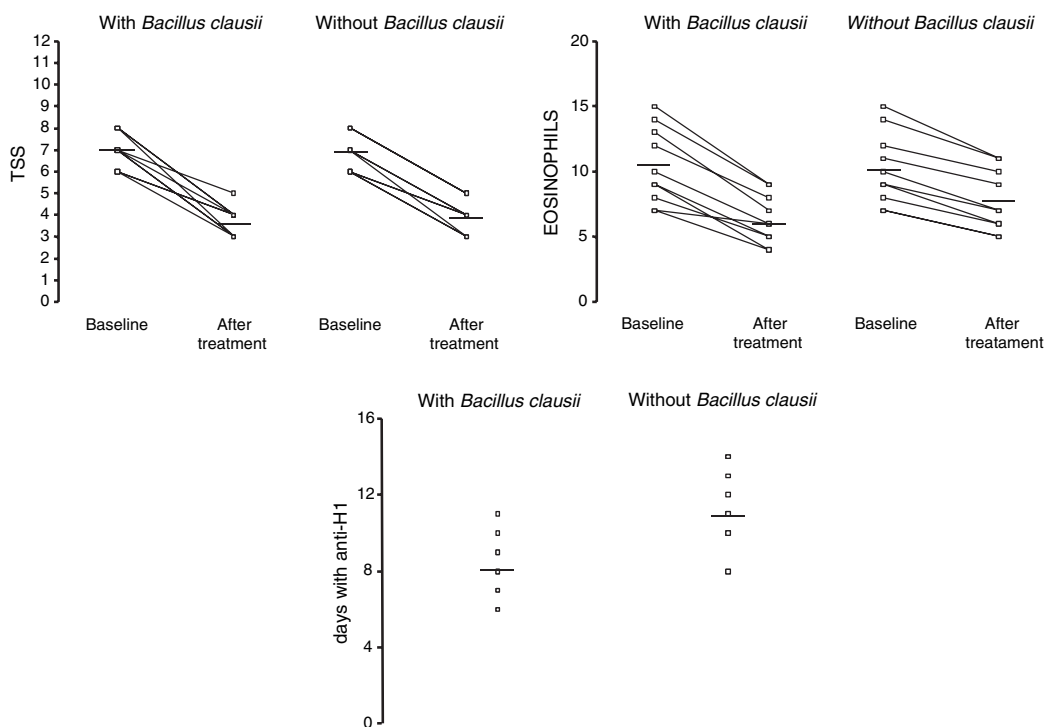 With Bacillus clausii
Without Bacillus clausii
12
11
10
9
8
7
6
5
4
3
2
1
0
TSS
Baseline
After
treatment
Baseline
After
treatment
With Bacillus clausii
Without Bacillus clausii
20
15
10
5
0
EOSINOPHILS
Baseline
After
treatment
Baseline
After
treatament
With Bacillus clausii
Without Bacillus clausii
16
12
8
4
0
days with anti-H1